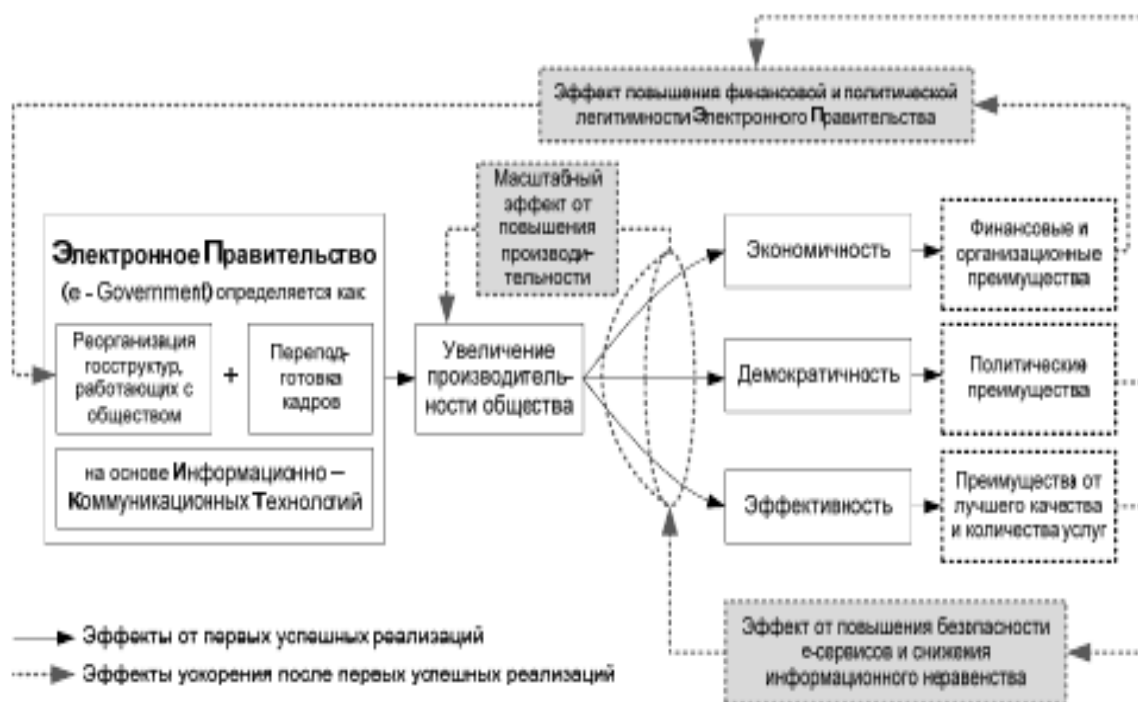 Эффект повышения финансовой и политической
легитимности Электронного Правительства
Масштабный
эффект от
повышения
производи-
тельности
Электронное Правительство
(e - Government) определяется как
Реорганизация
госструктур,
работающих с
обществом
+
Перепод-
готовка
кадров
на основе Информационно –
Коммуникационных Технологий
Увеличение
производитель-
ности общества
Экономичность
Финансовые и
организационные
преимущества
Демократичность
Политические
преимущества
Эффективность
Преимущества от
лучшего качества
и количества услуг
Эффект от повышения безопасности
е-сервисов и снижения
информационного неравенства
Эффекты от первых успешных реализаций
Эффекты ускорения после первых успешных реализаций